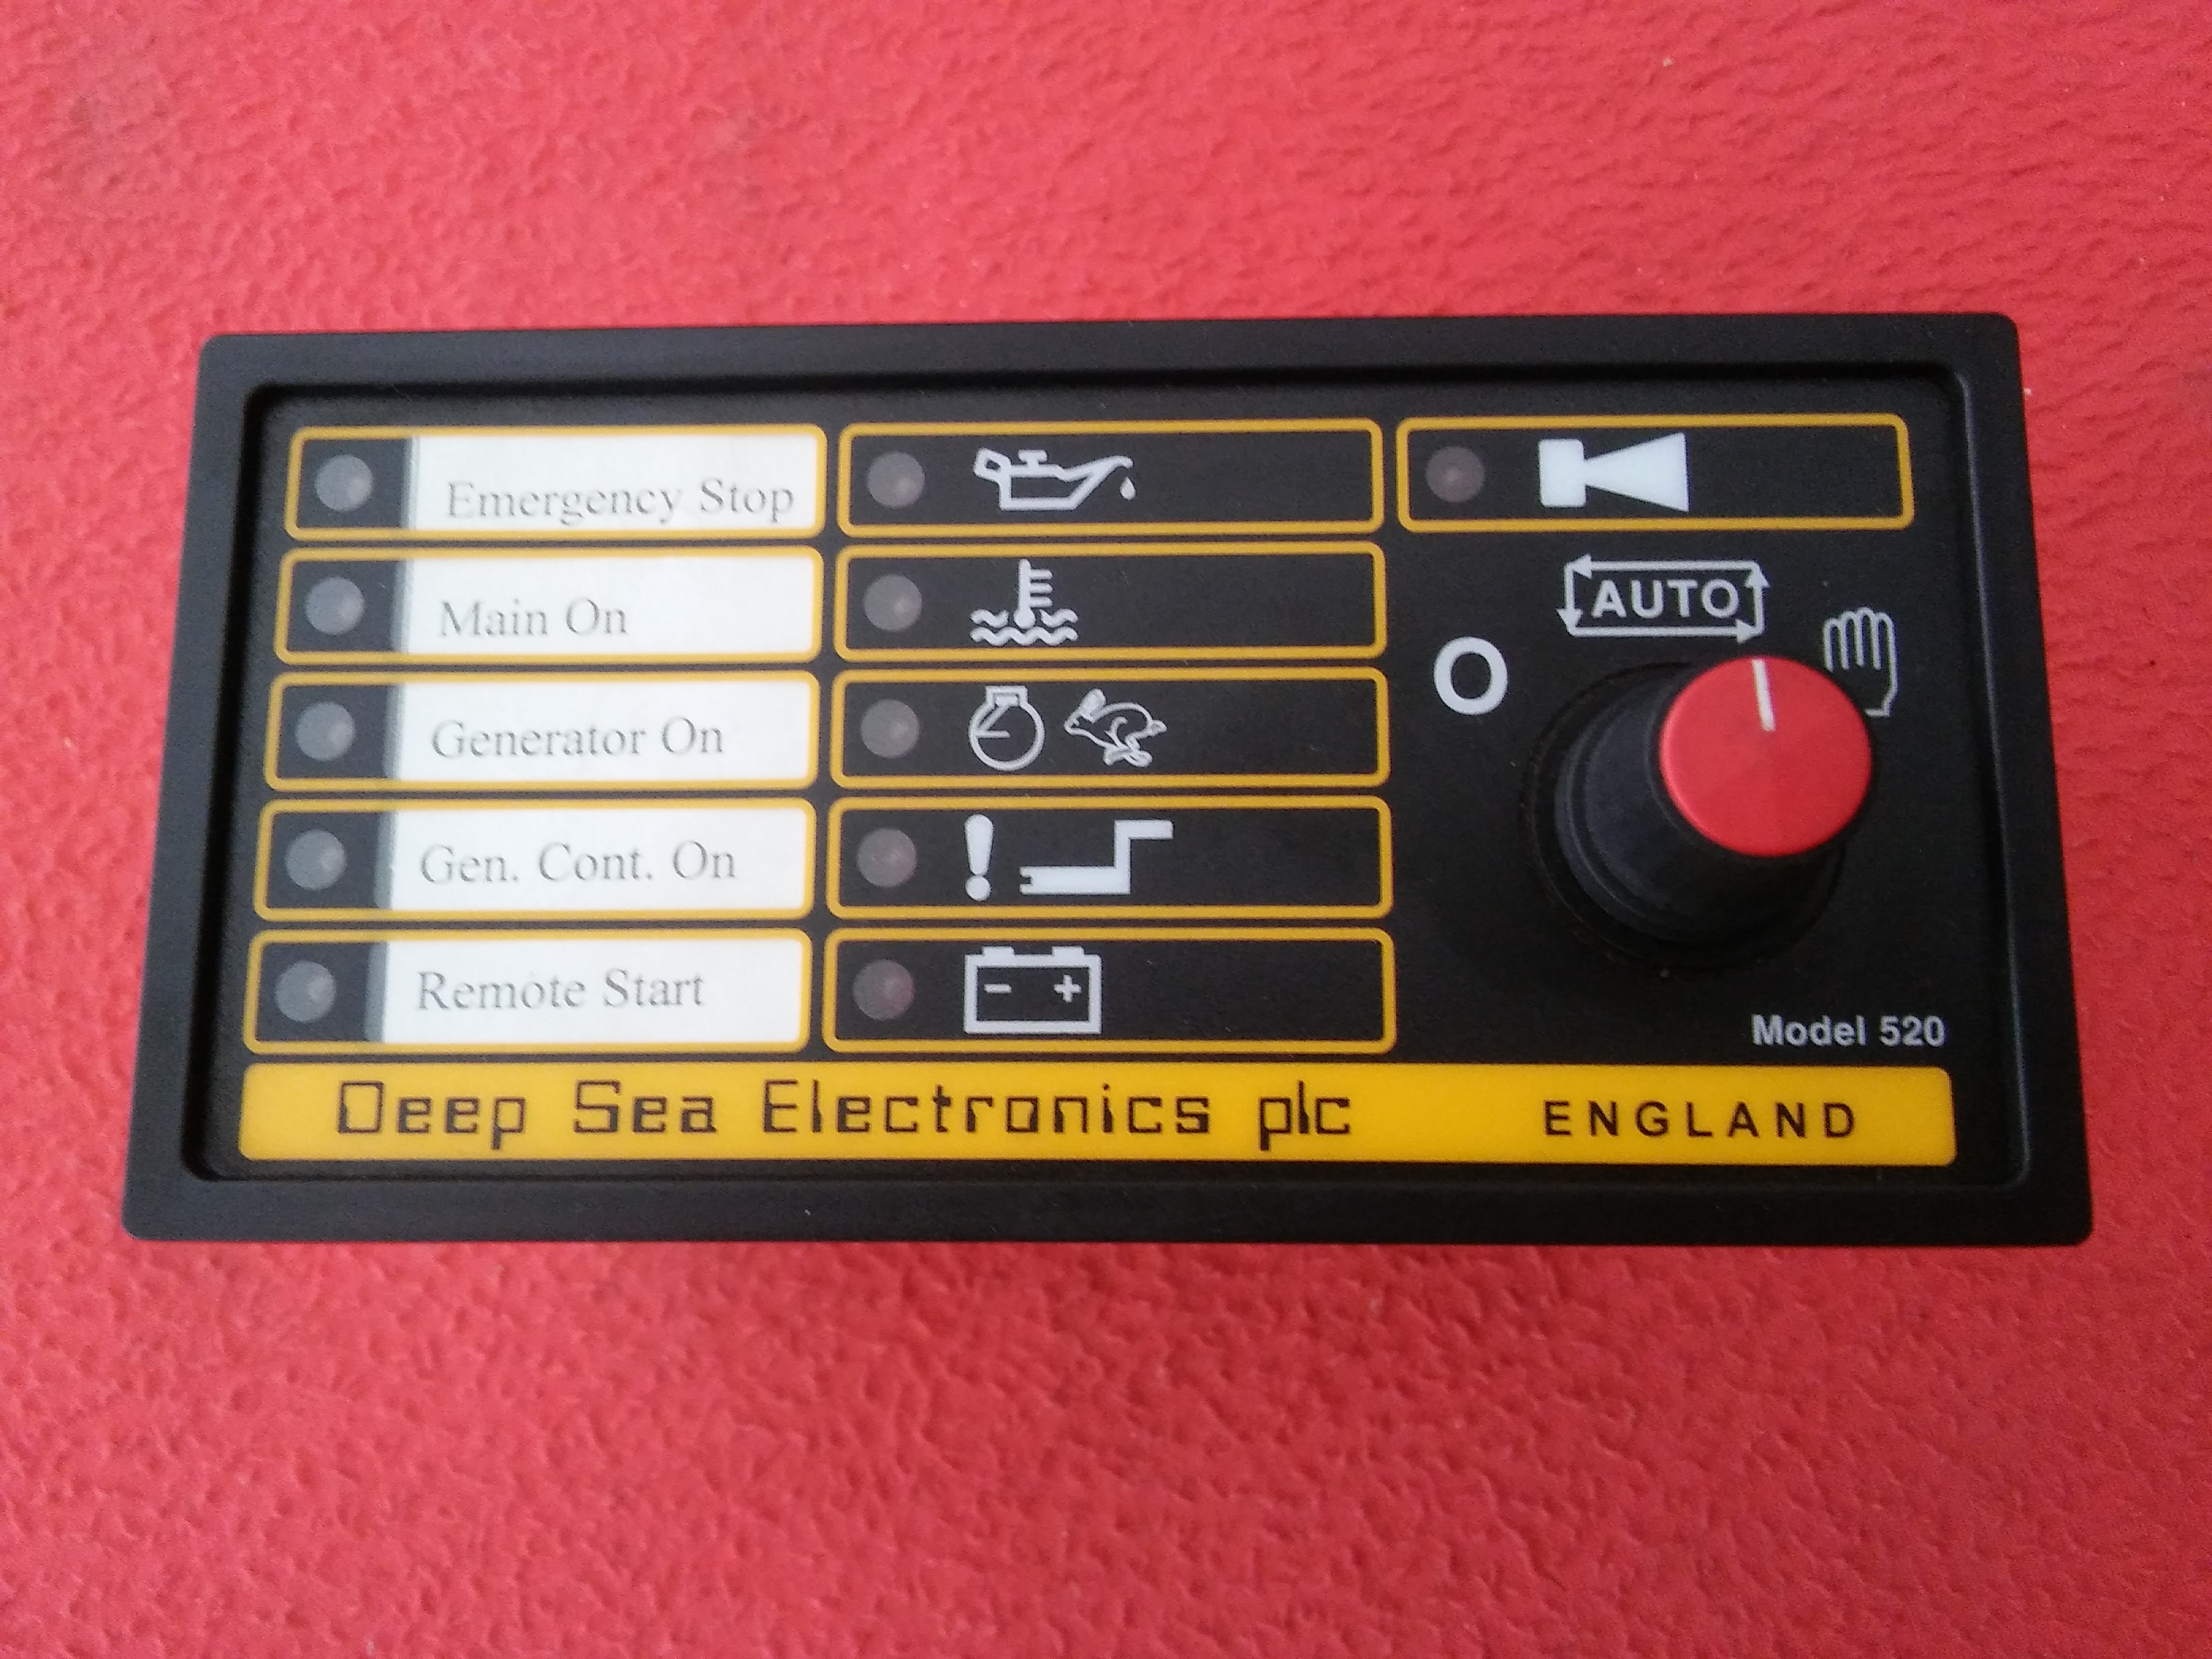 Emergency Stop
Main On
Generator On
Gen. Cont. On
Remote Start
- +
O
AUTO
Model 520
Deep Sea Electronics plc
ENGLAND